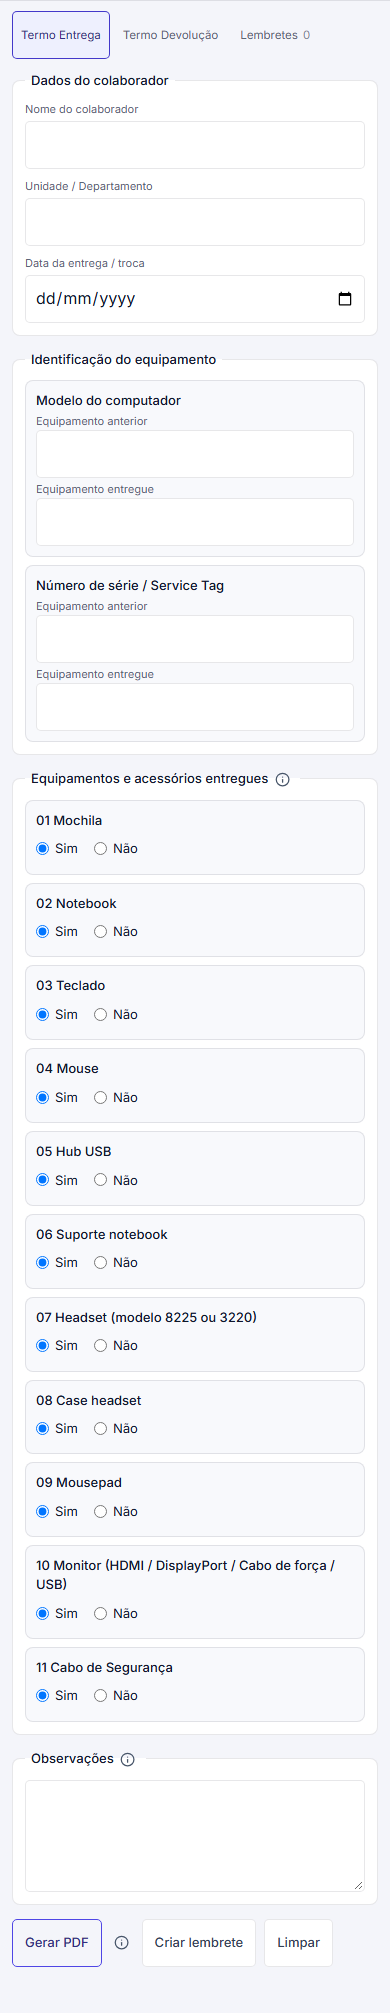 Termo Entrega Termo Devolução Lembretes 0
Dados do colaborador
Nome do colaborador
Unidade / Departamento
Data da entrega / troca
dd/mm/yyyy
Identificação do equipamento
Modelo do computador
Equipamento anterior
Equipamento entregue
Número de série / Service Tag
Equipamento anterior
Equipamento entregue
Equipamentos e acessórios entregues
01 Mochila
Sim Não
02 Notebook
Sim Não
03 Teclado
Sim Não
04 Mouse
Sim Não
05 Hub USB
Sim Não
06 Suporte notebook
Sim Não
07 Headset (modelo 8225 ou 3220)
Sim Não
08 Case headset
Sim Não
09 Mousepad
Sim Não
10 Monitor (HDMI / DisplayPort / Cabo de força /
USB)
Sim Não
11 Cabo de Segurança
Sim Não
Observações
Gerar PDF Criar lembrete Limpar